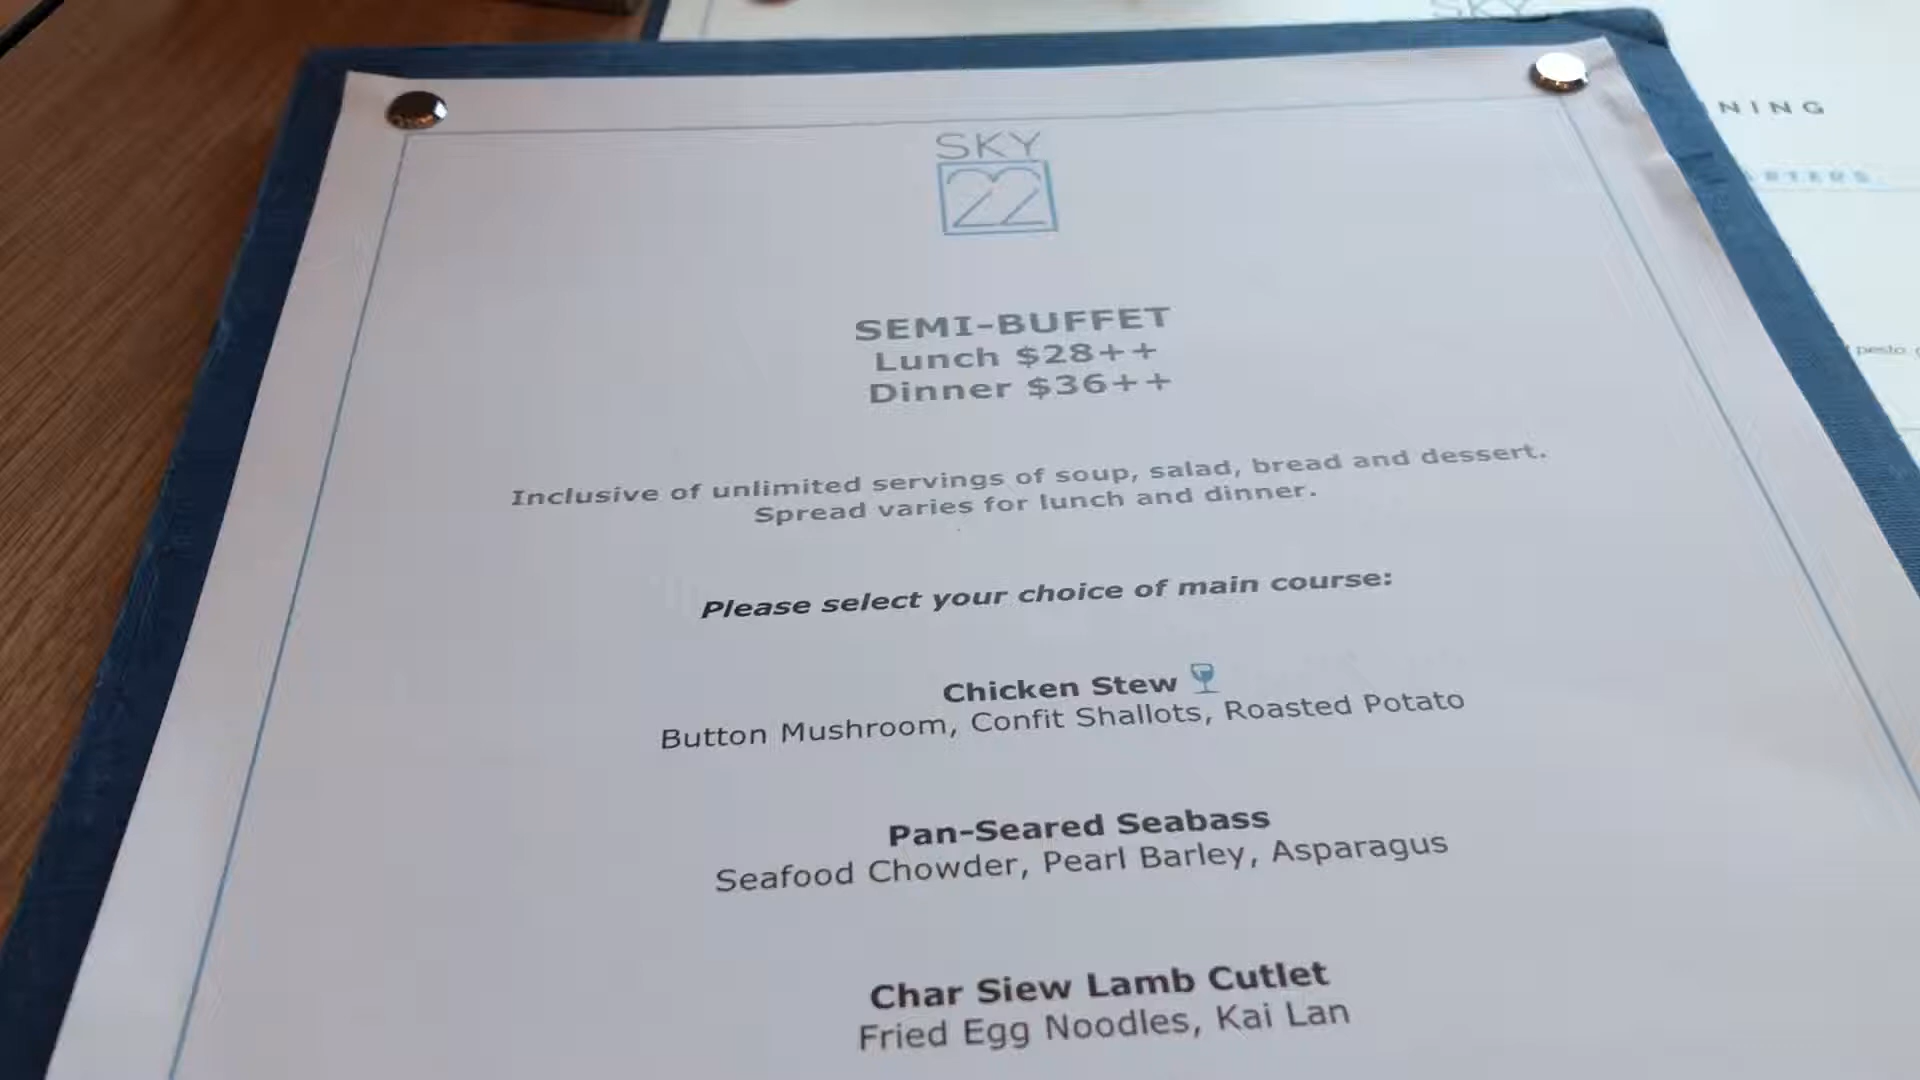 SKY
22
SEMI-BUFFET
Lunch $28++
Dinner $36++
Inclusive of unlimited servings of soup, salad, bread and dessert.
Spread varies for lunch and dinner.
Please select your choice of main course:
Chicken Stew
Button Mushroom, Confit Shallots, Roasted Potato
Pan-Seared Seabass
Seafood Chowder, Pearl Barley, Asparagus
Char Siew Lamb Cutlet
Fried Egg Noodles, Kai Lan
SKY
NING
ARTERS
pesto